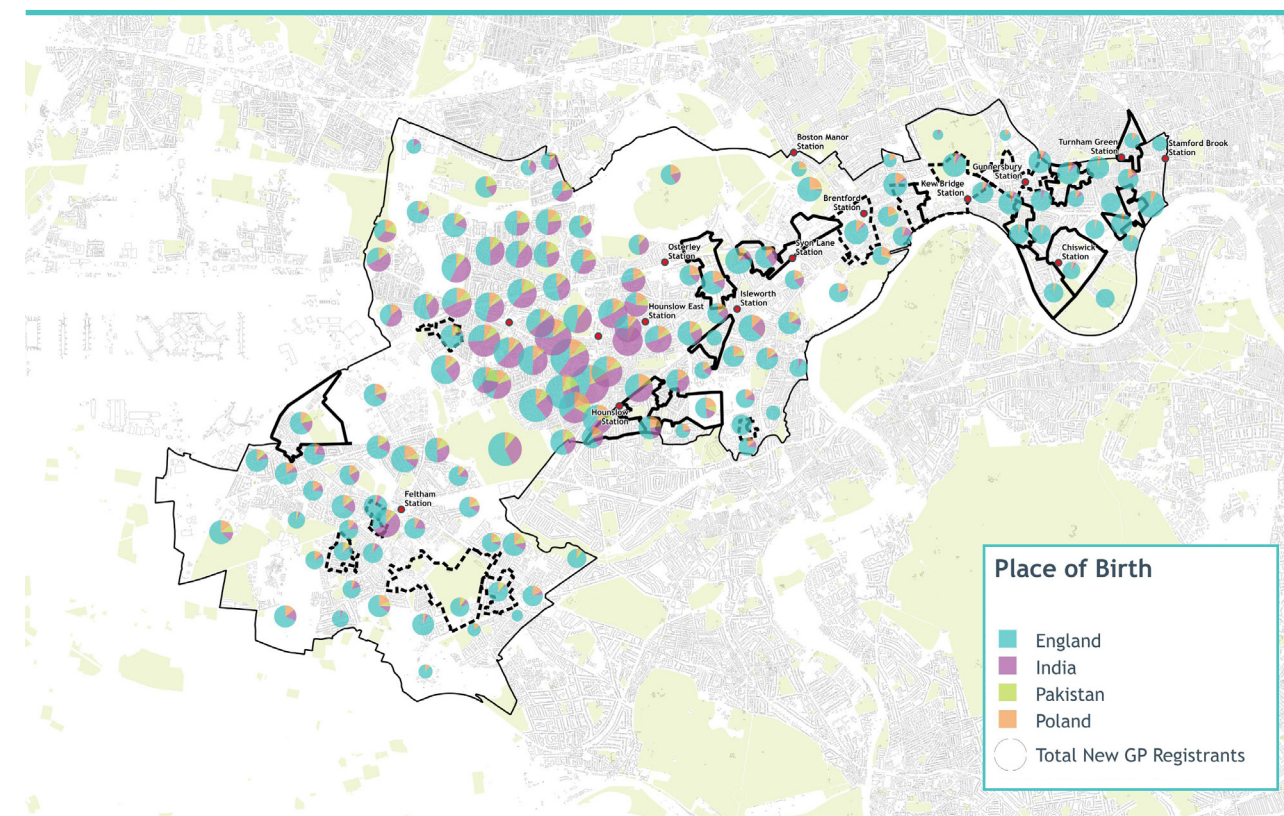 Boston Manor
Station
Turnham Green
Station
Stamford Brook
Station
Gunnersbury
Station
Kew Bridge
Station
Brentford
Station
Syon Lane
Station
Osterley
Station
Chiswick
Station
Isleworth
Station
Hounslow East
Station
Hounslow
Station
Feltham
Station
Place of Birth
England
India
Pakistan
Poland
Total New GP Registrants